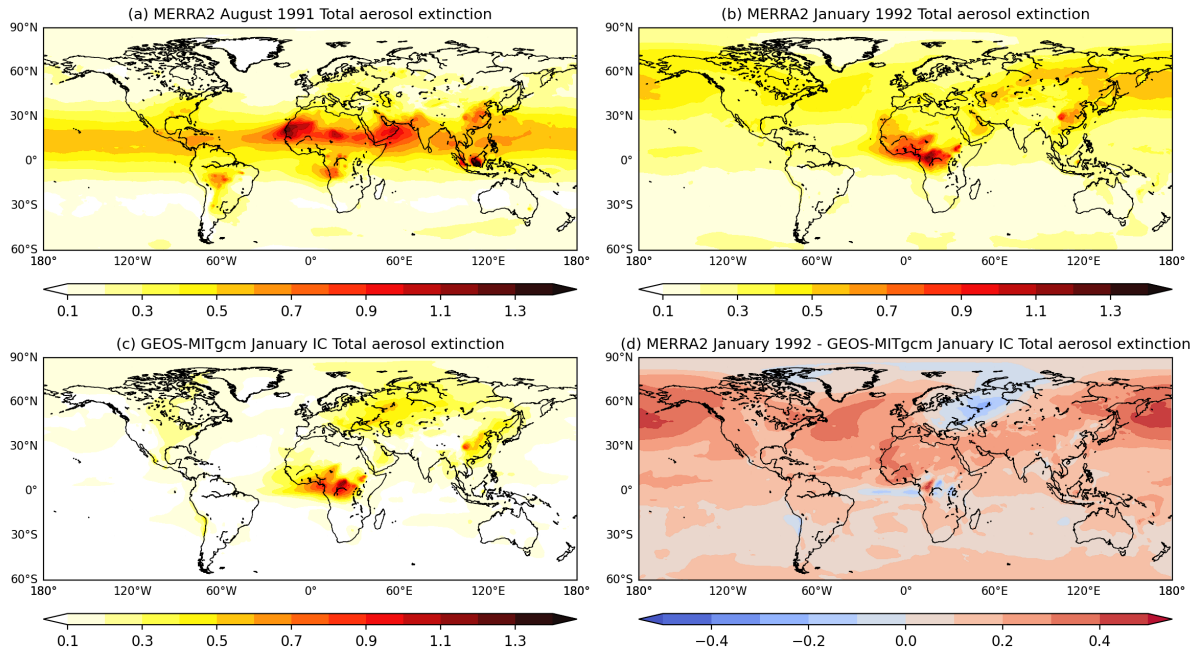 (a) MERRA2 August 1991 Total aerosol extinction
90°N
60°N
30°N
0°
30°S
60°S
180° 120°W 60°W 0° 60°E 120°E 180°
0.1 0.3 0.5 0.7 0.9 1.1 1.3
(b) MERRA2 January 1992 Total aerosol extinction
90°N
60°N
30°N
0°
30°S
60°S
180° 120°W 60°W 0° 60°E 120°E 180°
0.1 0.3 0.5 0.7 0.9 1.1 1.3
(c) GEOS-MITgcm January IC Total aerosol extinction
90°N
60°N
30°N
0°
30°S
60°S
180° 120°W 60°W 0° 60°E 120°E 180°
0.1 0.3 0.5 0.7 0.9 1.1 1.3
(d) MERRA2 January 1992 - GEOS-MITgcm January IC Total aerosol extinction
90°N
60°N
30°N
0°
30°S
60°S
180° 120°W 60°W 0° 60°E 120°E 180°
−0.4 −0.2 0.0 0.2 0.4